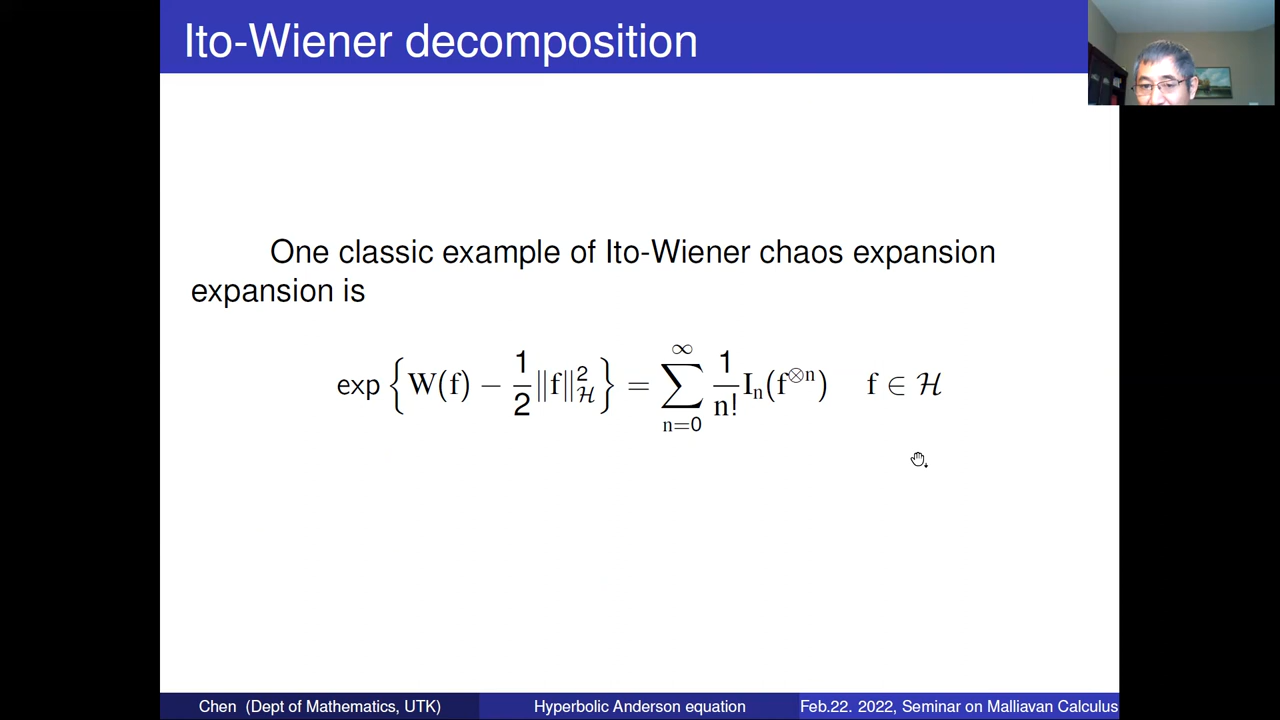 Ito-Wiener decomposition
One classic example of Ito-Wiener chaos expansion
expansion is
exp { W(f) − 1/2 ‖f‖²_ℋ } = ∑_{n=0}^{∞} 1/n! I_n(f^{⊗n})   f ∈ ℋ
Chen (Dept of Mathematics, UTK) Hyperbolic Anderson equation Feb.22. 2022, Seminar on Malliavan Calculus